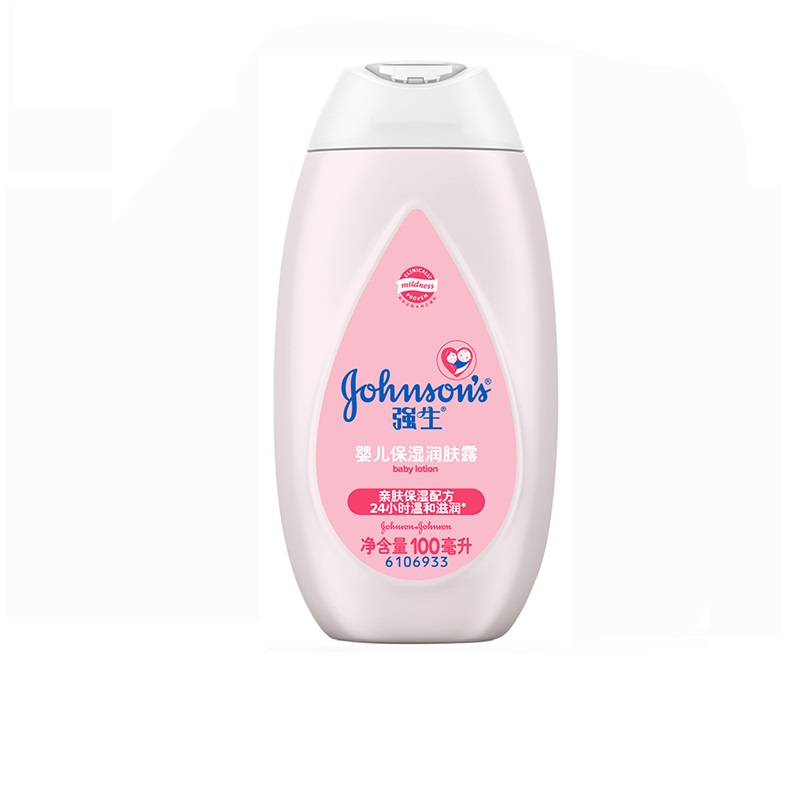 CLINICALLY
mildness
PROVEN
Johnson's®
强生®
婴儿保湿润肤露
baby lotion
亲肤保湿配方
24小时温和滋润*
Johnson & Johnson
净含量100毫升
6106933